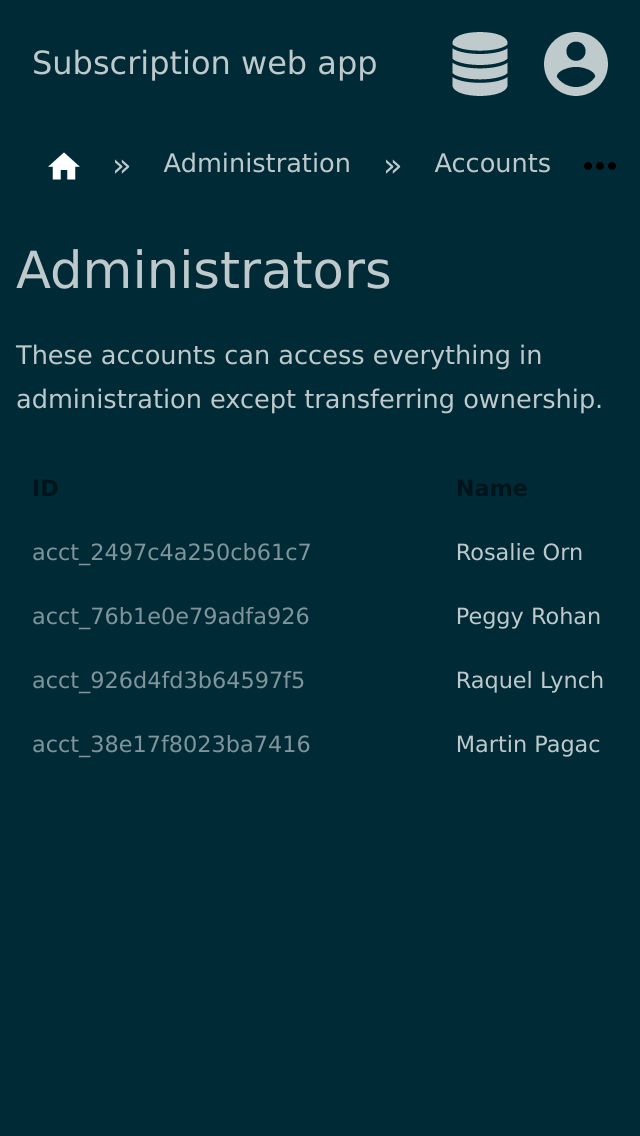 Subscription web app
» Administration » Accounts •••
Administrators
These accounts can access everything in
administration except transferring ownership.
ID Name
acct_2497c4a250cb61c7 Rosalie Orn
acct_76b1e0e79adfa926 Peggy Rohan
acct_926d4fd3b64597f5 Raquel Lynch
acct_38e17f8023ba7416 Martin Pagac